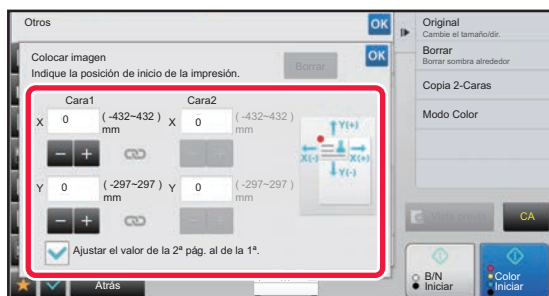 Otros
OK
Colocar imagen
Indique la posición de inicio de la impresión.
Borrar
OK
Cara1
Cara2
X
0
( -432~432 )
mm
X
0
( -432~432 )
mm
- +
- +
Y(+)
X(-)
X(+)
Y(-)
Y
0
( -297~297 )
mm
Y
0
( -297~297 )
mm
- +
- +
Ajustar el valor de la 2ª pág. al de la 1ª.
Atrás
Original
Cambie el tamaño/dir.
Borrar
Borrar sombra alrededor
Copia 2-Caras
Modo Color
Vista previa
CA
B/N
Iniciar
Color
Iniciar